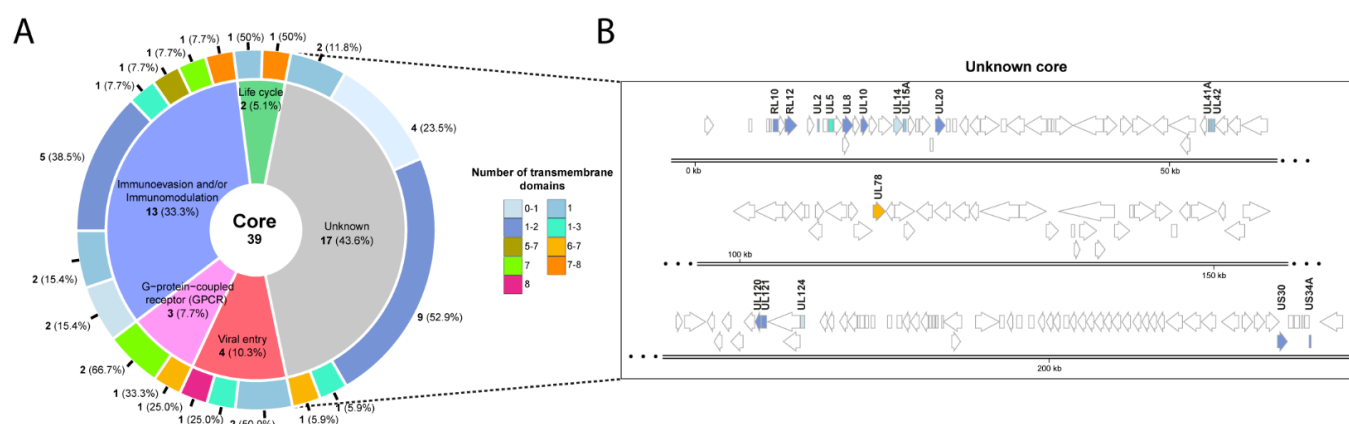 A
B
1 (7.7%)
1 (7.7%)
1 (7.7%)
1 (7.7%)
1 (50%)
1 (50%)
2 (11.8%)
4 (23.5%)
9 (52.9%)
1 (5.9%)
1 (5.9%)
2 (50.0%)
1 (25.0%)
1 (25.0%)
1 (33.3%)
2 (66.7%)
2 (15.4%)
2 (15.4%)
5 (38.5%)
Life cycle
2 (5.1%)
Immunoevasion and/or
Immunomodulation
13 (33.3%)
Core
39
Unknown
17 (43.6%)
G-protein-coupled
receptor (GPCR)
3 (7.7%)
Viral entry
4 (10.3%)
Number of transmembrane
domains
0-1
1
1-2
1-3
5-7
6-7
7
7-8
8
Unknown core
RL10
RL12
UL2
UL5
UL8
UL10
UL14
UL15A
UL20
UL41A
UL42
0 kb
50 kb
UL78
100 kb
150 kb
UL120
UL121
UL124
US30
US34A
200 kb